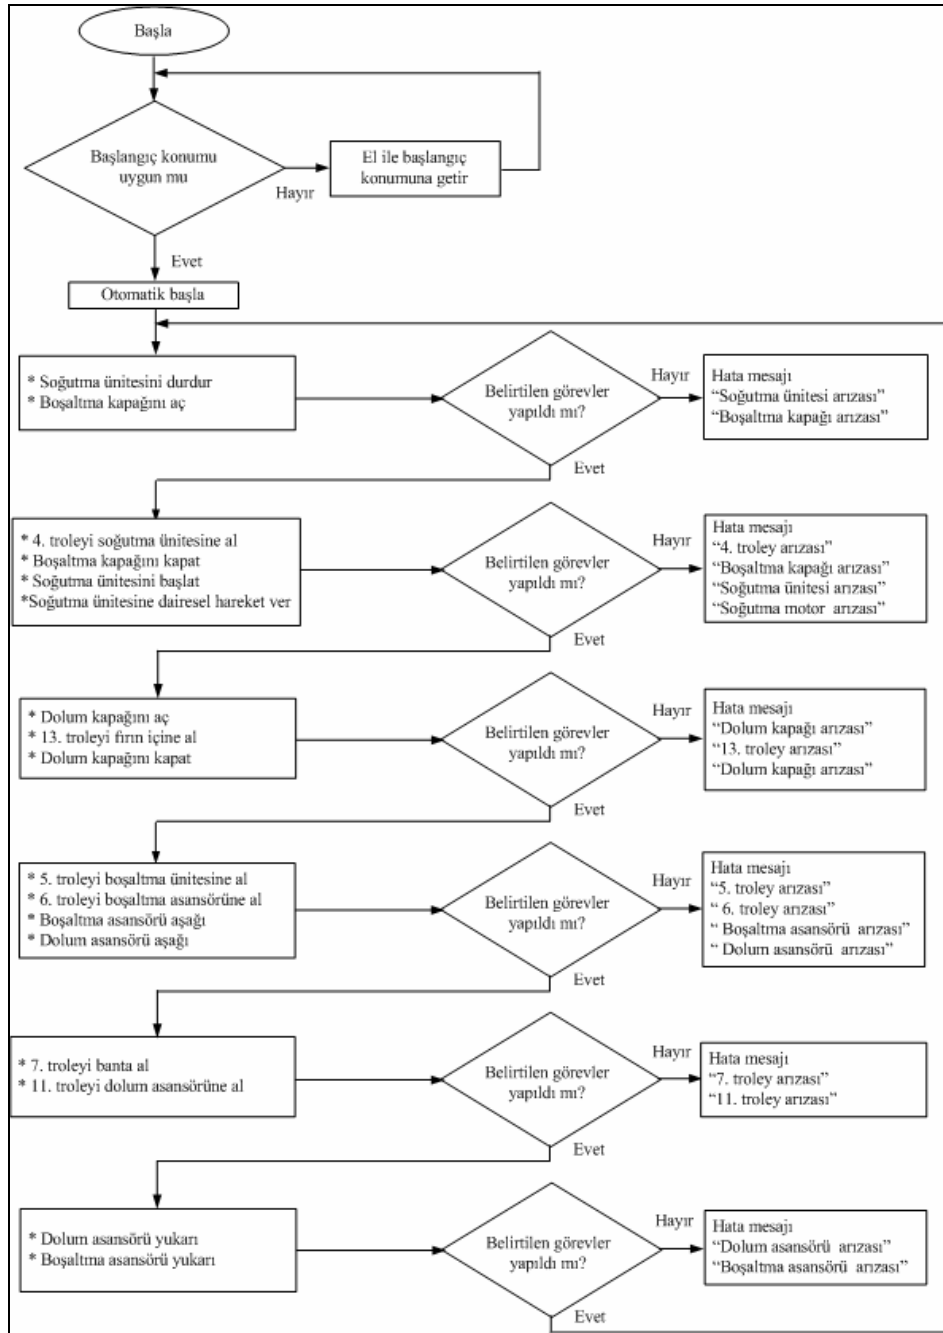 Başla
Başlangıç konumu
uygun mu
Hayır
El ile başlangıç
konumuna getir
Evet
Otomatik başla
* Soğutma ünitesini durdur
* Boşaltma kapağını aç
Belirtilen görevler
yapıldı mı?
Hayır
Hata mesajı
“Soğutma ünitesi arızası”
“Boşaltma kapağı arızası”
Evet
* 4. troleyi soğutma ünitesine al
* Boşaltma kapağını kapat
* Soğutma ünitesini başlat
*Soğutma ünitesine dairesel hareket ver
Belirtilen görevler
yapıldı mı?
Hayır
Hata mesajı
“4. troley arızası”
“Boşaltma kapağı arızası”
“Soğutma ünitesi arızası”
“Soğutma motor arızası”
Evet
* Dolum kapağını aç
* 13. troleyi fırın içine al
* Dolum kapağını kapat
Belirtilen görevler
yapıldı mı?
Hayır
Hata mesajı
“Dolum kapağı arızası”
“13. troley arızası”
“Dolum kapağı arızası”
Evet
* 5. troleyi boşaltma ünitesine al
* 6. troleyi boşaltma asansörüne al
* Boşaltma asansörü aşağı
* Dolum asansörü aşağı
Belirtilen görevler
yapıldı mı?
Hayır
Hata mesajı
“5. troley arızası”
“ 6. troley arızası”
“ Boşaltma asansörü arızası”
“ Dolum asansörü arızası”
Evet
* 7. troleyi banta al
* 11. troleyi dolum asansörüne al
Belirtilen görevler
yapıldı mı?
Hayır
Hata mesajı
“7. troley arızası”
“11. troley arızası”
Evet
* Dolum asansörü yukarı
* Boşaltma asansörü yukarı
Belirtilen görevler
yapıldı mı?
Hayır
Hata mesajı
“Dolum asansörü arızası”
“Boşaltma asansörü arızası”
Evet